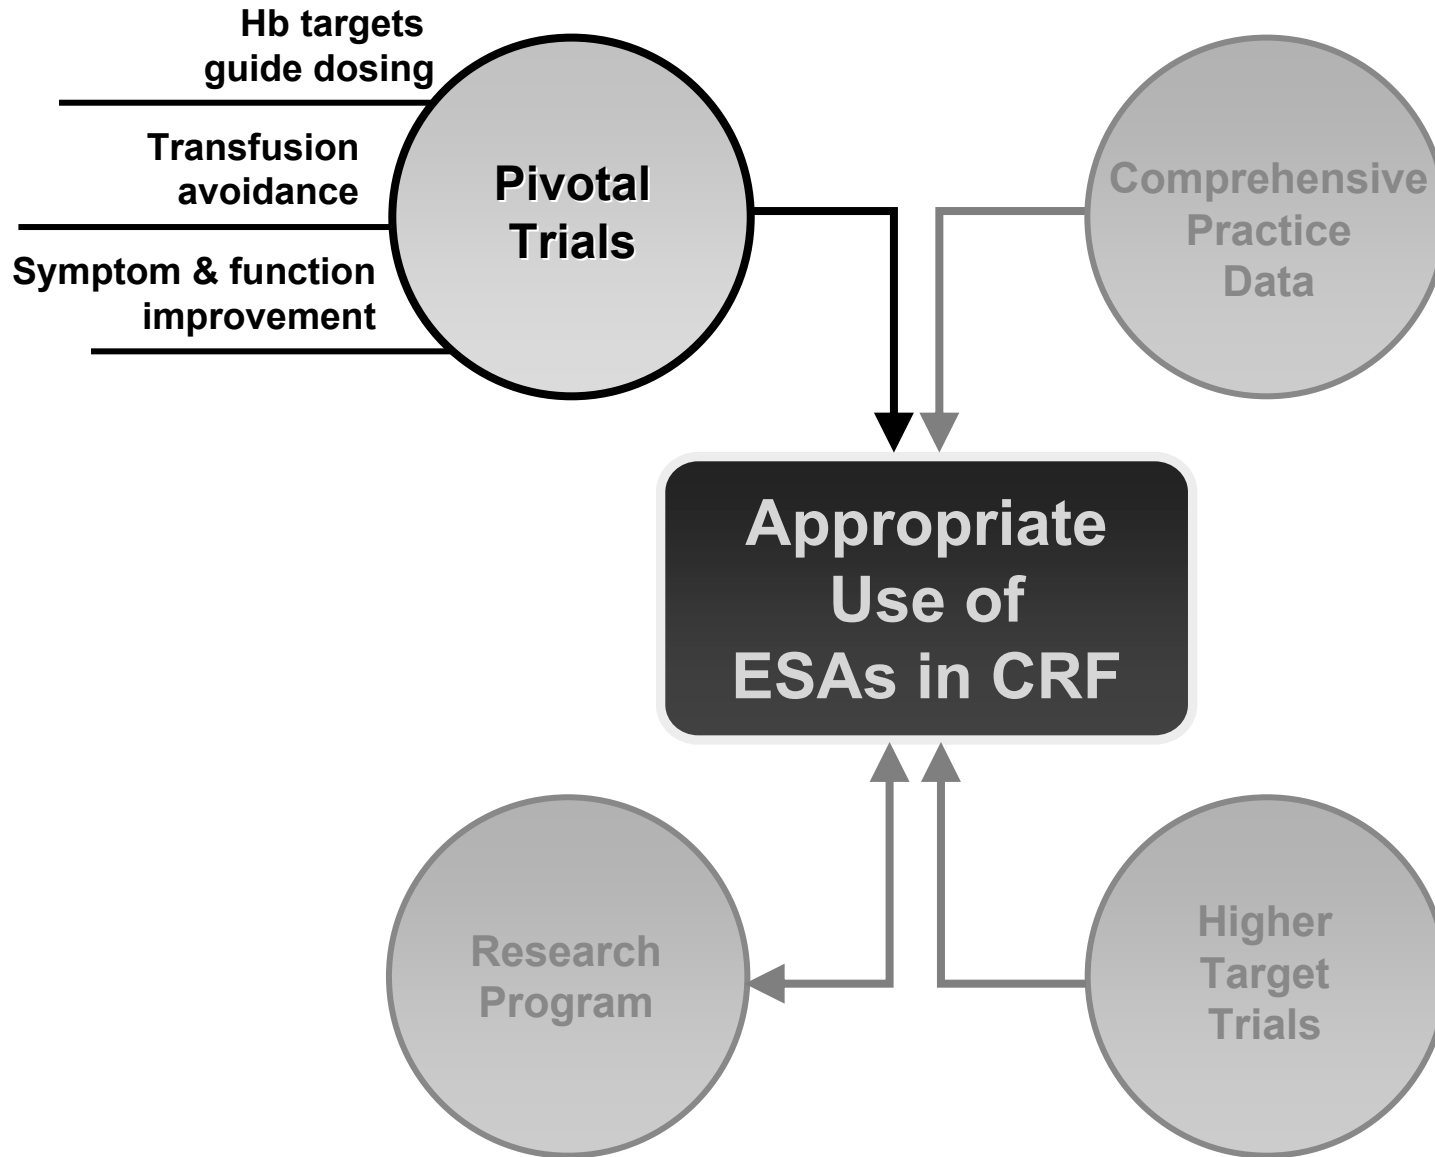 Hb targets
guide dosing
Transfusion
avoidance
Symptom & function
improvement
Pivotal
Trials
Comprehensive
Practice
Data
Appropriate
Use of
ESAs in CRF
Research
Program
Higher
Target
Trials